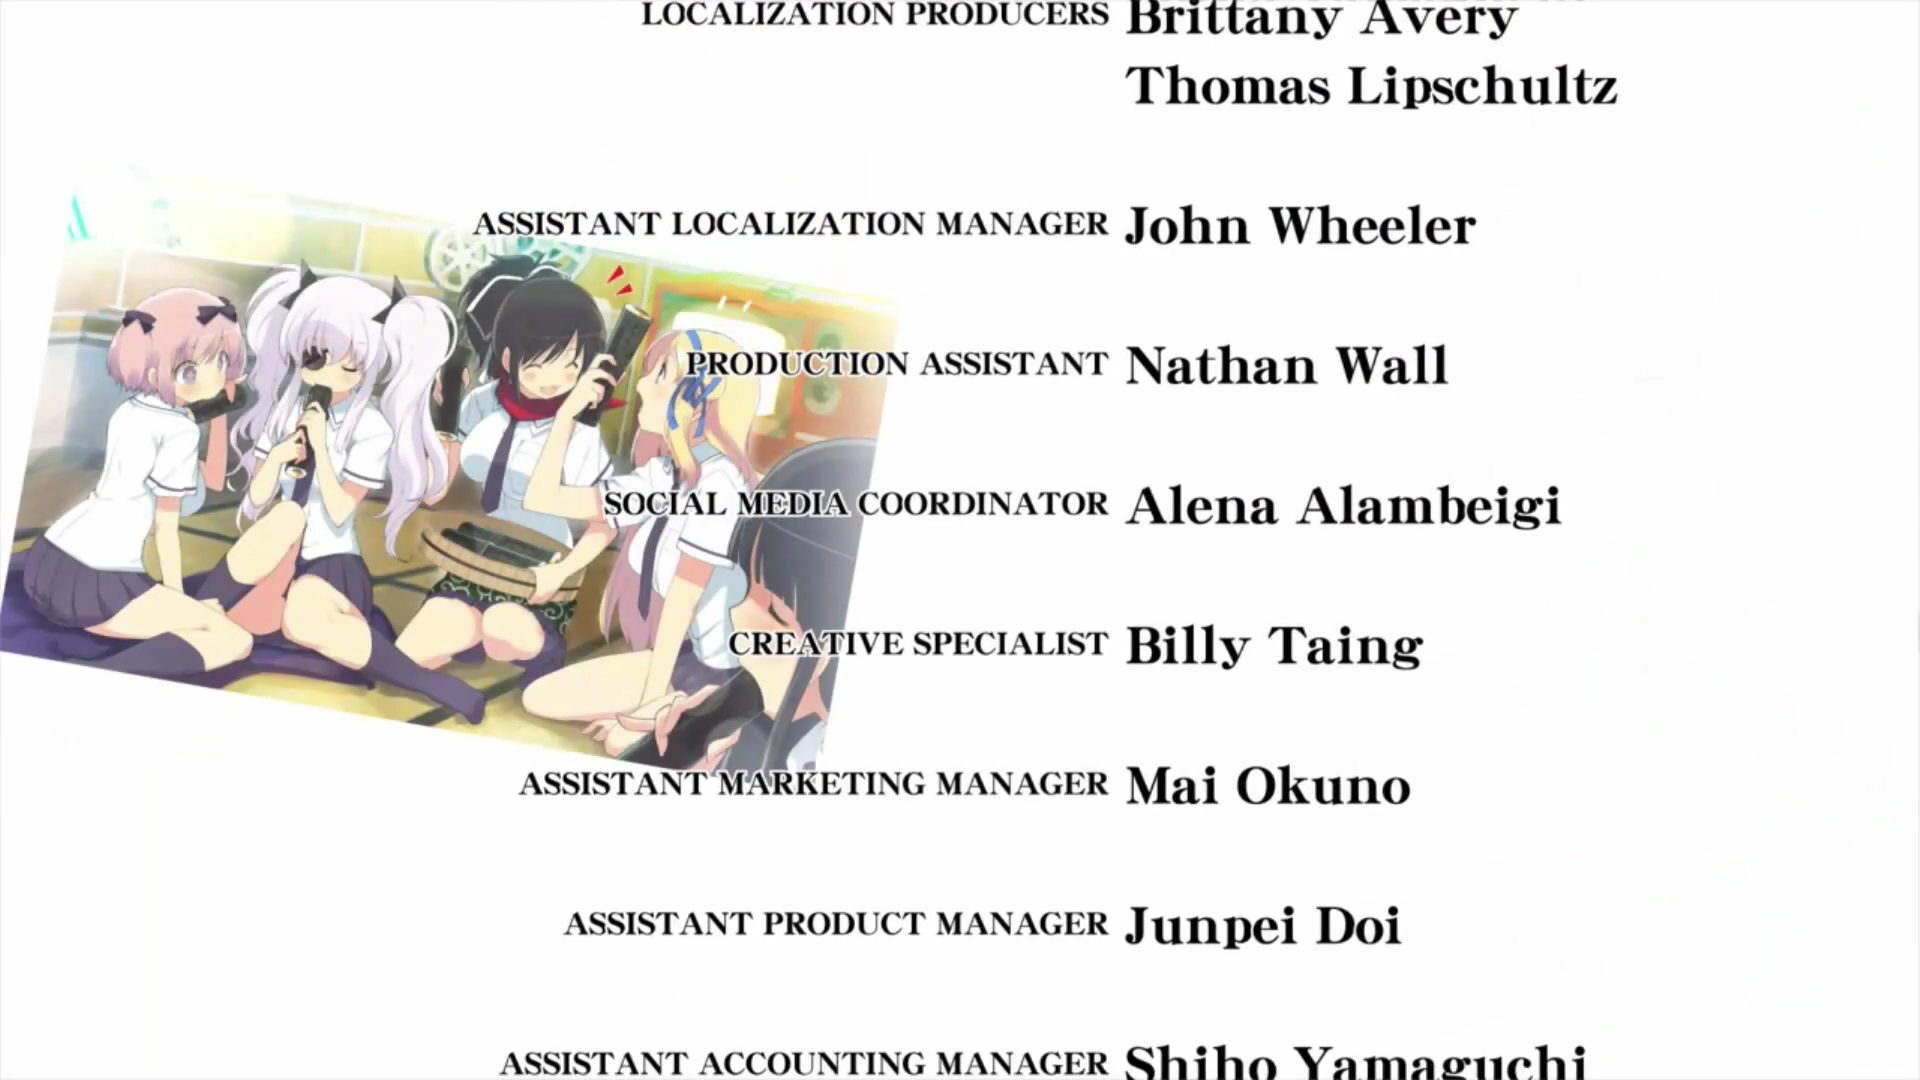 LOCALIZATION PRODUCERS Brittany Avery
Thomas Lipschultz
ASSISTANT LOCALIZATION MANAGER John Wheeler
PRODUCTION ASSISTANT Nathan Wall
SOCIAL MEDIA COORDINATOR Alena Alambeigi
CREATIVE SPECIALIST Billy Taing
ASSISTANT MARKETING MANAGER Mai Okuno
ASSISTANT PRODUCT MANAGER Junpei Doi
ASSISTANT ACCOUNTING MANAGER Shiho Yamaguchi